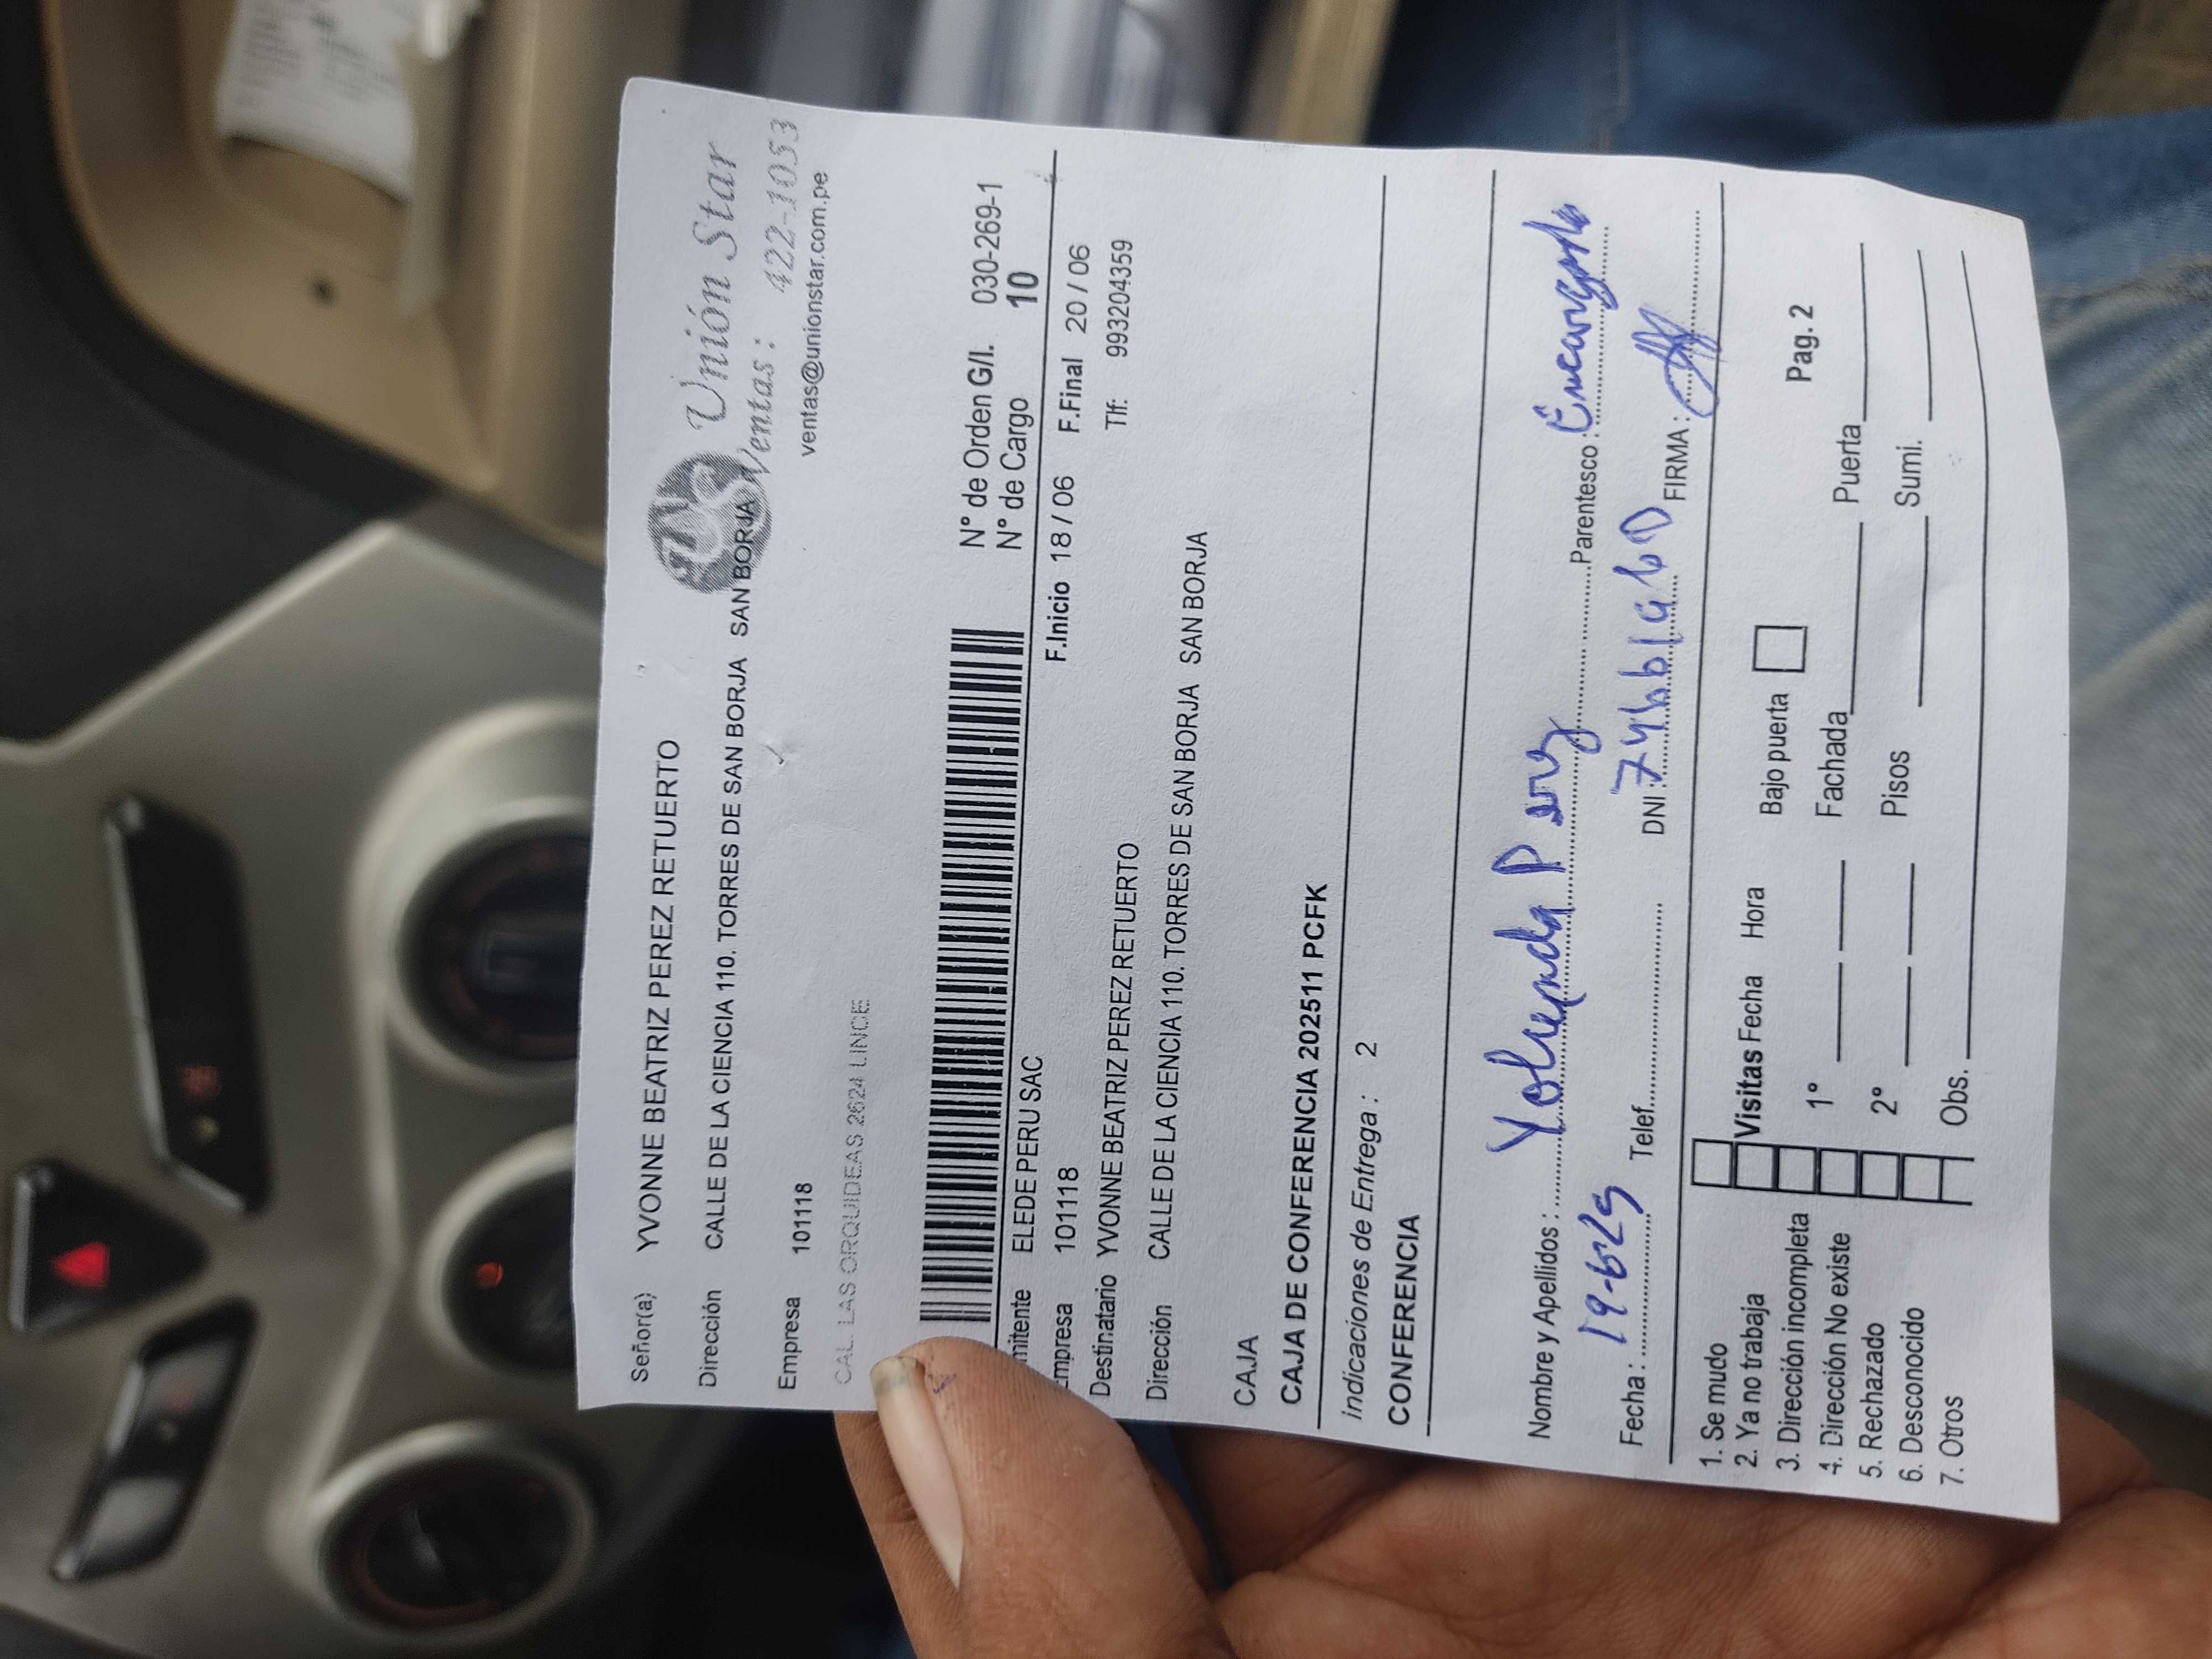 Unión Star
Ventas : 422-1053
ventas@unionstar.com.pe
Señor(a) YVONNE BEATRIZ PEREZ RETUERTO
Dirección CALLE DE LA CIENCIA 110. TORRES DE SAN BORJA SAN BORJA
Empresa 101118
CAL. LAS ORQUIDEAS 2624 LINCE
N° de Orden G/I. 030-269-1
N° de Cargo 10
mitente ELEDE PERU SAC
F.Inicio 18 / 06 F.Final 20 / 06
Empresa 101118
Tlf: 993204359
Destinatario YVONNE BEATRIZ PEREZ RETUERTO
Dirección CALLE DE LA CIENCIA 110. TORRES DE SAN BORJA SAN BORJA
CAJA
CAJA DE CONFERENCIA 202511 PCFK
Indicaciones de Entrega : 2
CONFERENCIA
Nombre y Apellidos : Yolanda Parentesco : Encargada
Fecha : 19-6-25 Telef. DNI : FIRMA :
1. Se mudo
2. Ya no trabaja
3. Dirección incompleta
4. Dirección No existe
5. Rechazado
6. Desconocido
7. Otros
Visitas Fecha Hora Bajo puerta Pag. 2
1° Fachada Puerta
2° Pisos Sumi.
Obs.